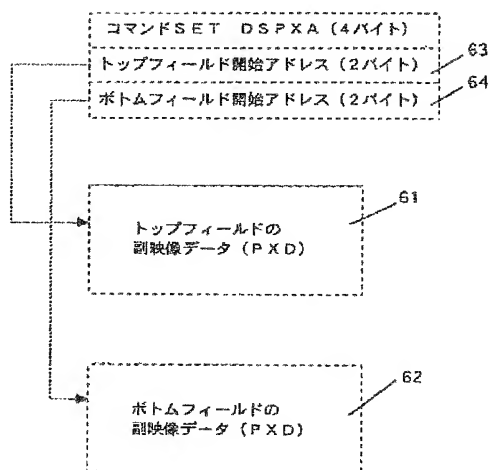 コマンドSET DSPXA（4バイト）
トップフィールド開始アドレス（2バイト）
63
ボトムフィールド開始アドレス（2バイト）
64
61
トップフィールドの
副映像データ（PXD）
62
ボトムフィールドの
副映像データ（PXD）